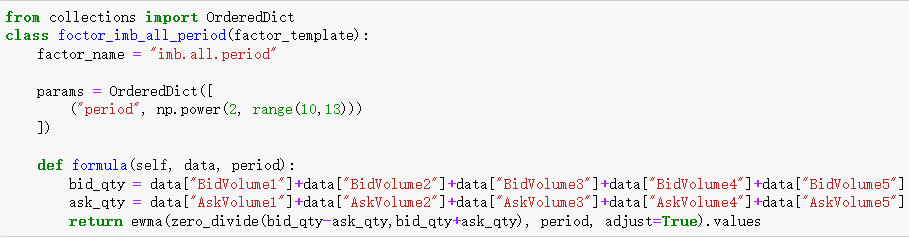 from collections import OrderedDict
class foctor_imb_all_period(factor_template):
    factor_name = "imb.all.period"

    params = OrderedDict([
        ("period", np.power(2, range(10,13)))
    ])

    def formula(self, data, period):
        bid_qty = data["BidVolume1"]+data["BidVolume2"]+data["BidVolume3"]+data["BidVolume4"]+data["BidVolume5"]
        ask_qty = data["AskVolume1"]+data["AskVolume2"]+data["AskVolume3"]+data["AskVolume4"]+data["AskVolume5"]
        return ewma(zero_divide(bid_qty-ask_qty,bid_qty+ask_qty), period, adjust=True).values